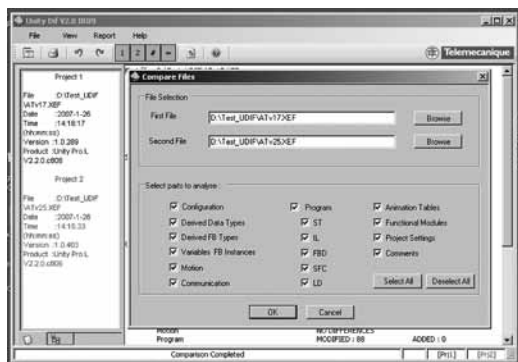 Unity Dif V2.0 IR09
File View Report Help
1 2 # =
Telemecanique
Project 1
File :D:\Test_UDIF
\ATv17.XEF
Date :2007-1-26
Time :14:18:17
(hh:mm:ss)
Version :1.0.289
Product :Unity Pro L
V2.2.0.c808
Project 2
File :D:\Test_UDIF
\ATv25.XEF
Date :2007-1-26
Time :14:15:33
(hh:mm:ss)
Version :1.0.403
Product :Unity Pro L
V2.2.0.c806
Compare Files
File Selection
First File D:\Test_UDIF\ATv17.XEF Browse
Second File D:\Test_UDIF\ATv25.XEF Browse
Select parts to analyse :
Configuration Program Animation Tables
Derived Data Types ST Functional Modules
Derived FB Types IL Project Settings
Variables FB Instances FBD Comments
Motion SFC
Communication LD Select All Deselect All
OK Cancel
Motion NO DIFFERENCES
Program MODIFIED : 88 ADDED : 0
Comparison Completed [Prj1] [Prj2]